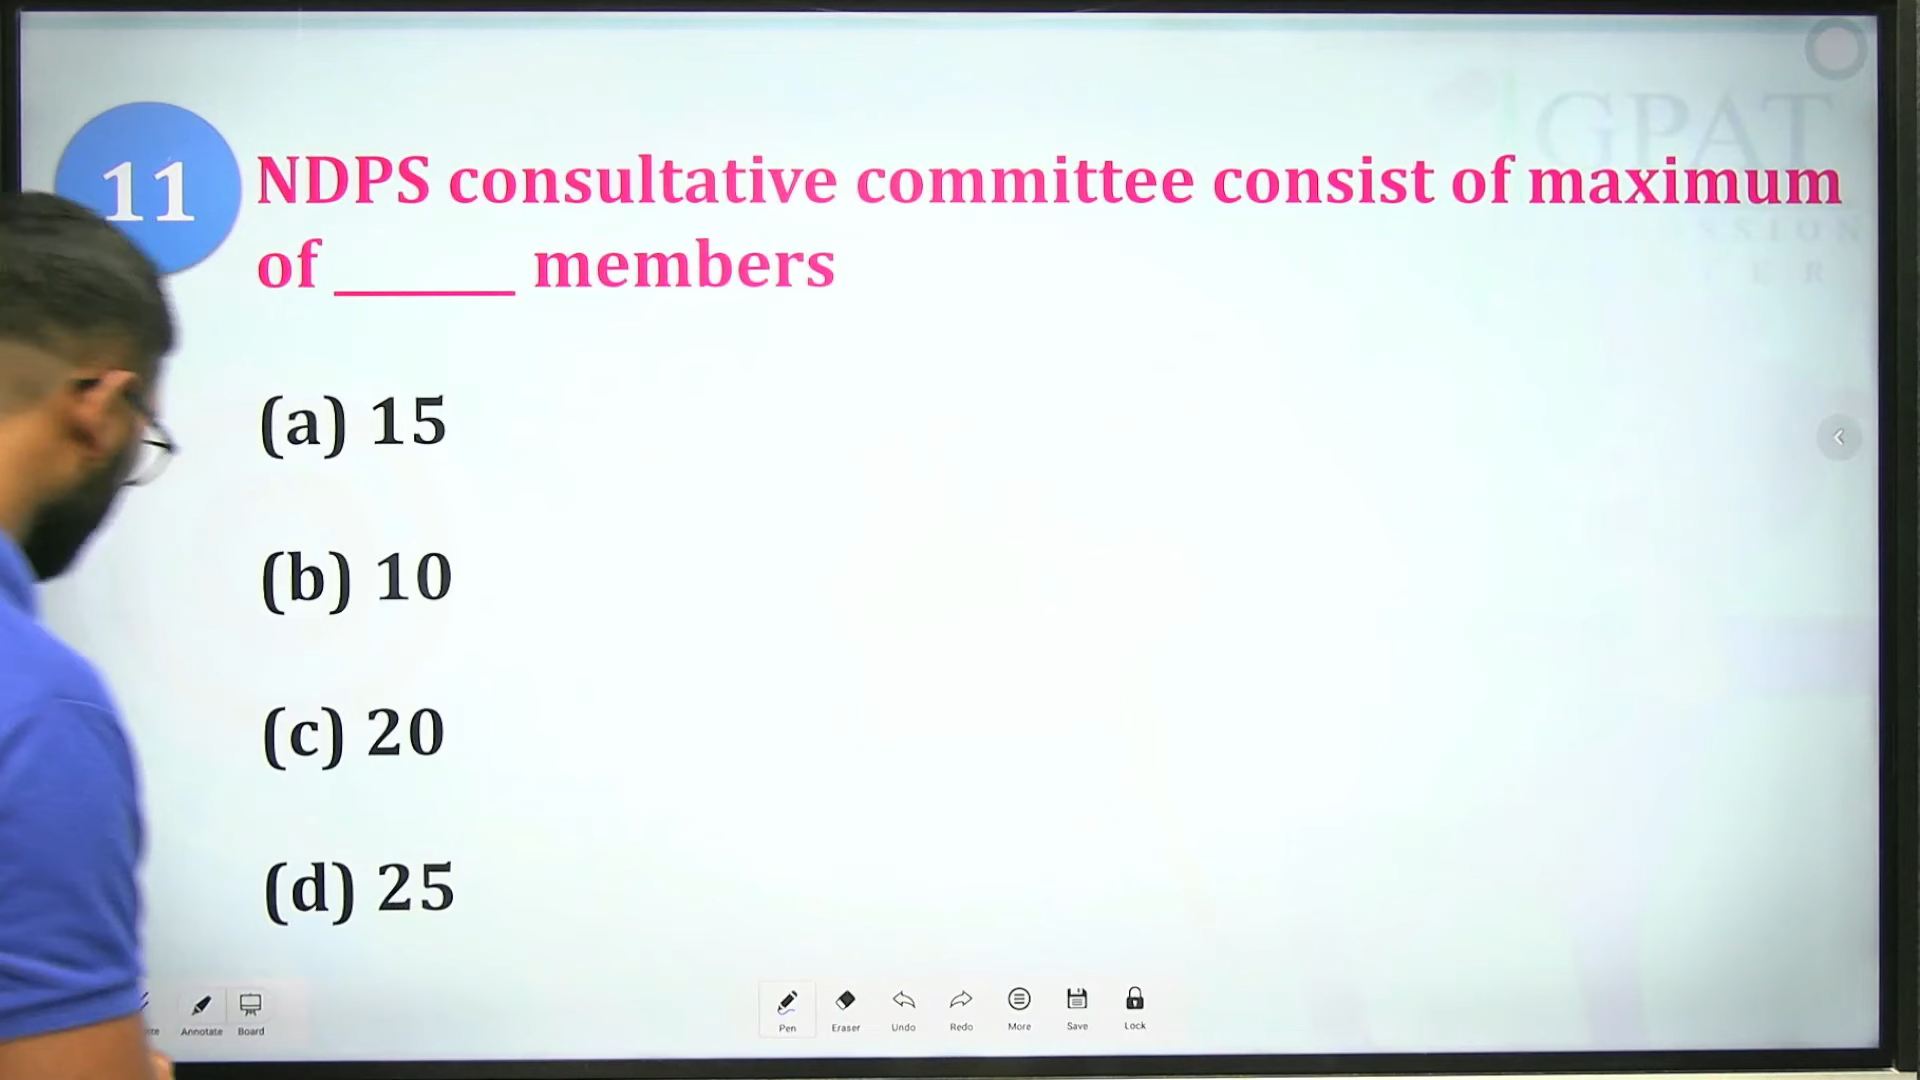 GPAT
11
NDPS consultative committee consist of maximum
of ______ members
(a) 15
(b) 10
(c) 20
(d) 25
Annotate
Board
Pen
Eraser
Undo
Redo
More
Save
Lock